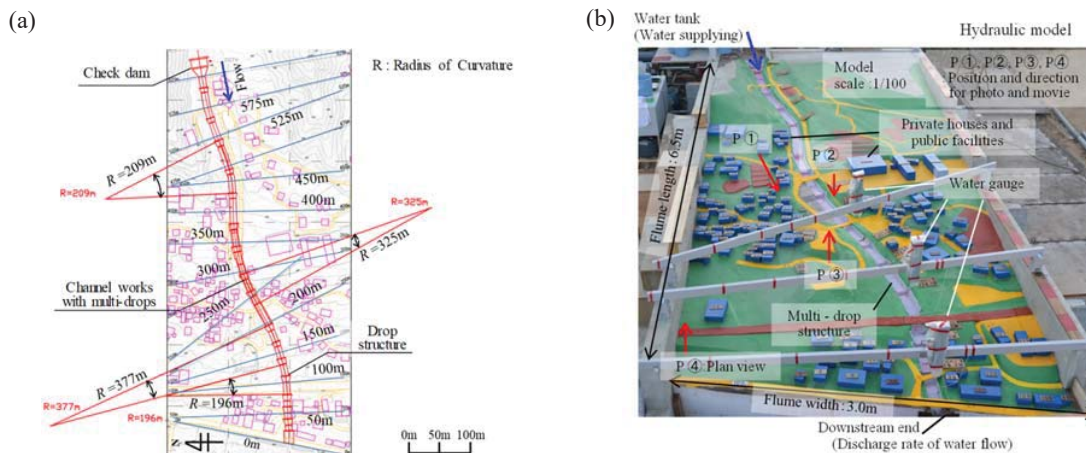 (a)
Check dam
Flow
R : Radius of Curvature
575m
525m
R=209m
R=209m
450m
400m
R=325m
350m
R=325m
300m
Channel works
with multi-drops
250m
200m
150m
Drop
structure
100m
R=377m
R=377m
R=196m
R=196m
50m
0m
N
0m 50m 100m
(b)
Water tank
(Water supplying)
Hydraulic model
P①, P②, P③, P④
Position and direction
for photo and movie
Model
scale :1/100
Private houses and
public facilities
P ①
P ②
Water gauge
Flume length: 6.5m
P ③
Multi - drop
structure
P ④ Plan view
Flume width: 3.0m
Downstream end
(Discharge rate of water flow)